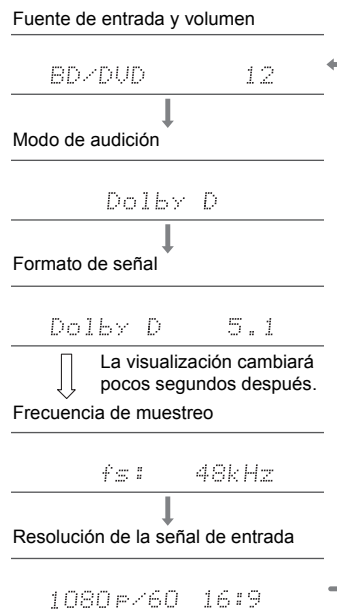 Fuente de entrada y volumen
BD/DVD 12
Modo de audición
Dolby D
Formato de señal
Dolby D 5.1
La visualización cambiará
pocos segundos después.
Frecuencia de muestreo
fs: 48kHz
Resolución de la señal de entrada
1080p/60 16:9